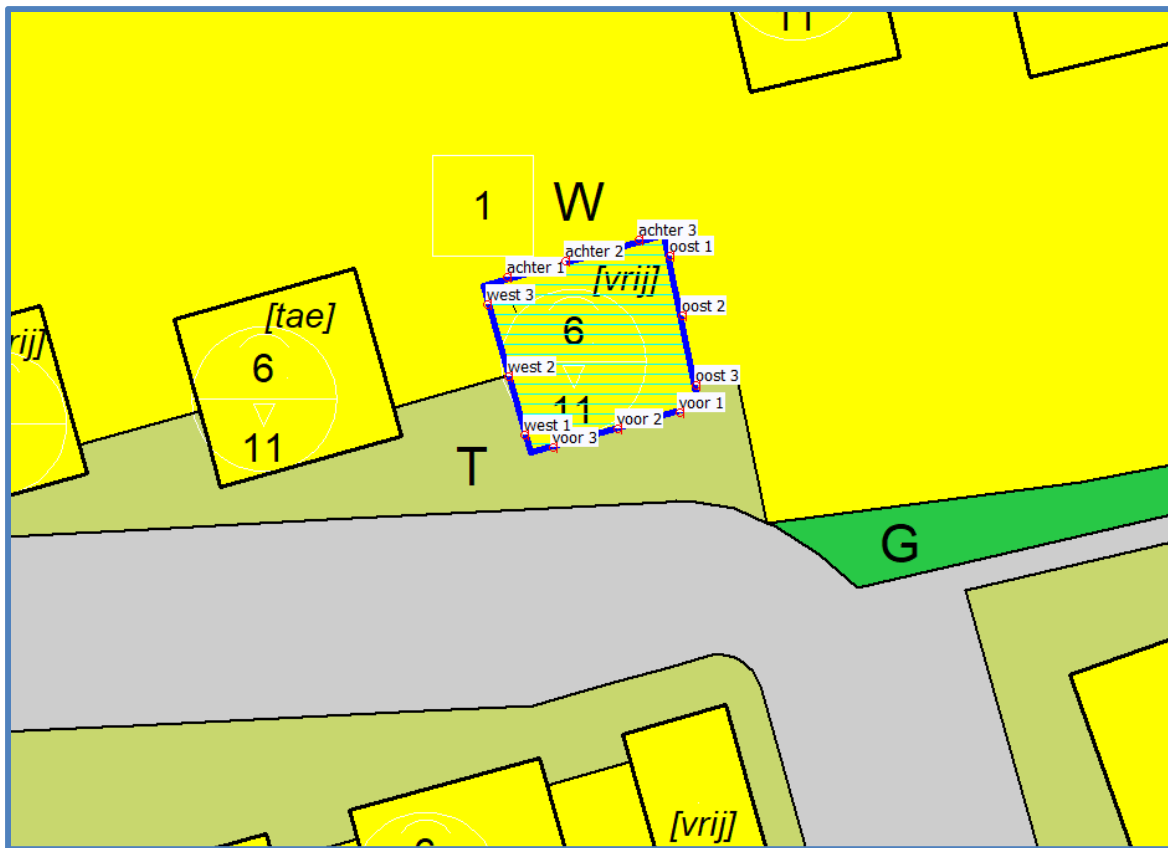 11
1
W
achter 3
achter 2
oost 1
achter 1
[vrij]
west 3
oost 2
[tae]
6
rij]
6
west 2
oost 3
11
voor 1
voor 2
west 1
voor 3
11
T
G
[vrij]